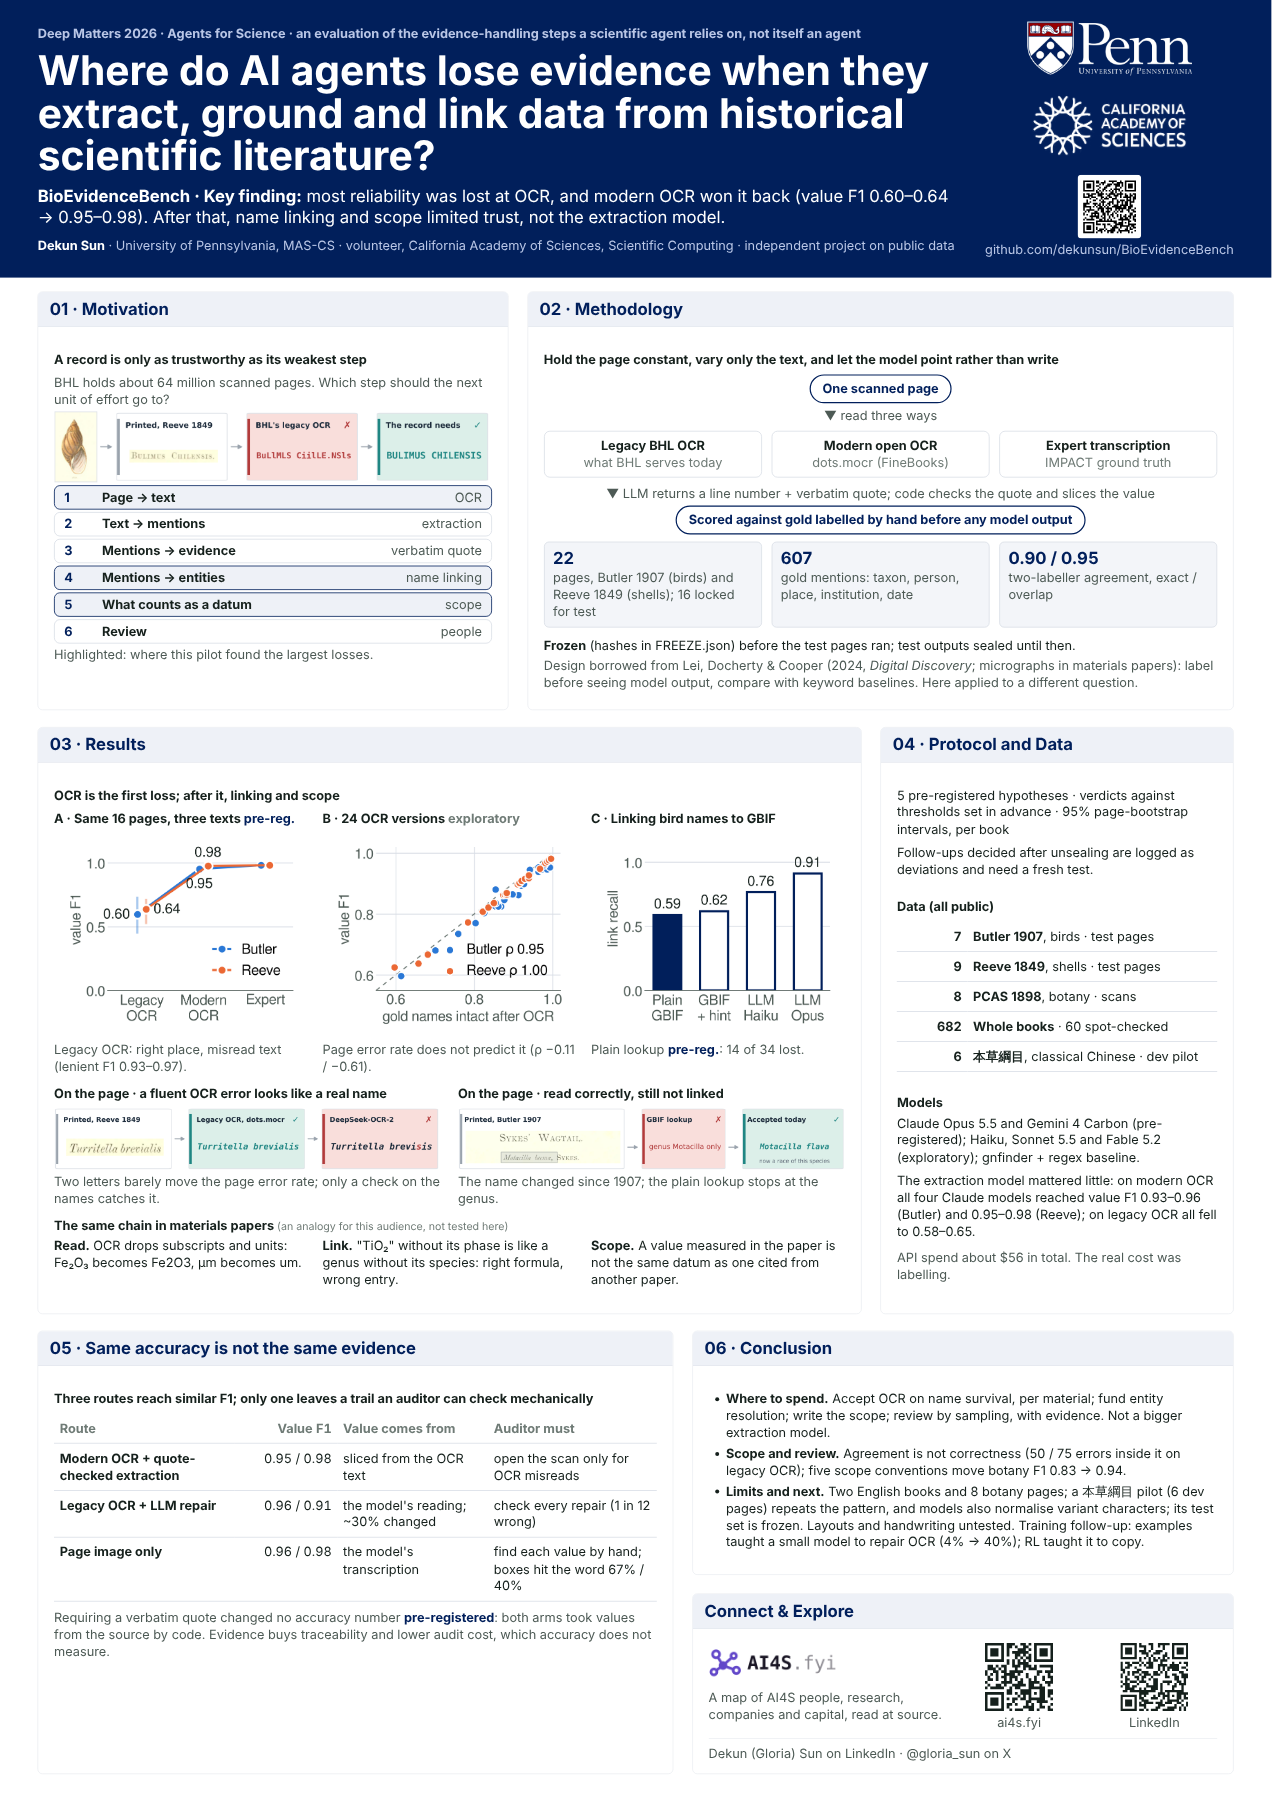 Deep Matters 2026 · Agents for Science · an evaluation of the evidence-handling steps a scientific agent relies on, not itself an agent
Where do AI agents lose evidence when they
extract, ground and link data from historical
scientific literature?
BioEvidenceBench · Key finding: most reliability was lost at OCR, and modern OCR won it back (value F1 0.60–0.64
→ 0.95–0.98). After that, name linking and scope limited trust, not the extraction model.
Dekun Sun · University of Pennsylvania, MAS-CS · volunteer, California Academy of Sciences, Scientific Computing · independent project on public data
Penn
UNIVERSITY of PENNSYLVANIA
CALIFORNIA
ACADEMY OF
SCIENCES
github.com/dekunsun/BioEvidenceBench
01 · Motivation
A record is only as trustworthy as its weakest step
BHL holds about 64 million scanned pages. Which step should the next
unit of effort go to?
Printed, Reeve 1849
BULIMUS CHILENSIS.
BHL's legacy OCR ✗
BuLlMLS CiilLE.NSls
The record needs ✓
BULIMUS CHILENSIS
1 Page → text OCR
2 Text → mentions extraction
3 Mentions → evidence verbatim quote
4 Mentions → entities name linking
5 What counts as a datum scope
6 Review people
Highlighted: where this pilot found the largest losses.
02 · Methodology
Hold the page constant, vary only the text, and let the model point rather than write
One scanned page
▼ read three ways
Legacy BHL OCR
what BHL serves today
Modern open OCR
dots.mocr (FineBooks)
Expert transcription
IMPACT ground truth
▼ LLM returns a line number + verbatim quote; code checks the quote and slices the value
Scored against gold labelled by hand before any model output
22
pages, Butler 1907 (birds) and
Reeve 1849 (shells); 16 locked
for test
607
gold mentions: taxon, person,
place, institution, date
0.90 / 0.95
two-labeller agreement, exact /
overlap
Frozen (hashes in FREEZE.json) before the test pages ran; test outputs sealed until then.
Design borrowed from Lei, Docherty & Cooper (2024, Digital Discovery; micrographs in materials papers): label
before seeing model output, compare with keyword baselines. Here applied to a different question.
03 · Results
OCR is the first loss; after it, linking and scope
A · Same 16 pages, three texts pre-reg.
value F1
1.0
0.5
0.0
0.98
0.95
0.60
0.64
Butler
Reeve
Legacy
OCR
Modern
OCR
Expert
Legacy OCR: right place, misread text
(lenient F1 0.93–0.97).
B · 24 OCR versions exploratory
value F1
1.0
0.8
0.6
Butler ρ 0.95
Reeve ρ 1.00
0.6 0.8 1.0
gold names intact after OCR
Page error rate does not predict it (ρ −0.11
/ −0.61).
C · Linking bird names to GBIF
link recall
1.0
0.5
0.0
0.59
0.62
0.76
0.91
Plain
GBIF
GBIF
+ hint
LLM
Haiku
LLM
Opus
Plain lookup pre-reg.: 14 of 34 lost.
On the page · a fluent OCR error looks like a real name
Printed, Reeve 1849
Turritella brevialis
Legacy OCR, dots.mocr ✓
Turritella brevialis
DeepSeek-OCR-2 ✗
Turritella brevisis
Two letters barely move the page error rate; only a check on the
names catches it.
On the page · read correctly, still not linked
Printed, Butler 1907
SYKES' WAGTAIL.
Motacilla beema, SYKES.
GBIF lookup ✗
genus Motacilla only
Accepted today ✓
Motacilla flava
now a race of this species
The name changed since 1907; the plain lookup stops at the
genus.
The same chain in materials papers (an analogy for this audience, not tested here)
Read. OCR drops subscripts and units:
Fe₂O₃ becomes Fe2O3, µm becomes um.
Link. "TiO₂" without its phase is like a
genus without its species: right formula,
wrong entry.
Scope. A value measured in the paper is
not the same datum as one cited from
another paper.
04 · Protocol and Data
5 pre-registered hypotheses · verdicts against
thresholds set in advance · 95% page-bootstrap
intervals, per book
Follow-ups decided after unsealing are logged as
deviations and need a fresh test.
Data (all public)
7 Butler 1907, birds · test pages
9 Reeve 1849, shells · test pages
8 PCAS 1898, botany · scans
682 Whole books · 60 spot-checked
6 本草綱目, classical Chinese · dev pilot
Models
Claude Opus 5.5 and Gemini 4 Carbon (pre-
registered); Haiku, Sonnet 5.5 and Fable 5.2
(exploratory); gnfinder + regex baseline.
The extraction model mattered little: on modern OCR
all four Claude models reached value F1 0.93–0.96
(Butler) and 0.95–0.98 (Reeve); on legacy OCR all fell
to 0.58–0.65.
API spend about $56 in total. The real cost was
labelling.
05 · Same accuracy is not the same evidence
Three routes reach similar F1; only one leaves a trail an auditor can check mechanically
Route Value F1 Value comes from Auditor must
Modern OCR + quote-
checked extraction
0.95 / 0.98
sliced from the OCR
text
open the scan only for
OCR misreads
Legacy OCR + LLM repair
0.96 / 0.91
the model's reading;
~30% changed
check every repair (1 in 12
wrong)
Page image only
0.96 / 0.98
the model's
transcription
find each value by hand;
boxes hit the word 67% /
40%
Requiring a verbatim quote changed no accuracy number pre-registered: both arms took values
from the source by code. Evidence buys traceability and lower audit cost, which accuracy does not
measure.
06 · Conclusion
• Where to spend. Accept OCR on name survival, per material; fund entity
resolution; write the scope; review by sampling, with evidence. Not a bigger
extraction model.
• Scope and review. Agreement is not correctness (50 / 75 errors inside it on
legacy OCR); five scope conventions move botany F1 0.83 → 0.94.
• Limits and next. Two English books and 8 botany pages; a 本草綱目 pilot (6 dev
pages) repeats the pattern, and models also normalise variant characters; its test
set is frozen. Layouts and handwriting untested. Training follow-up: examples
taught a small model to repair OCR (4% → 40%); RL taught it to copy.
Connect & Explore
AI4S.fyi
A map of AI4S people, research,
companies and capital, read at source.
ai4s.fyi
LinkedIn
Dekun (Gloria) Sun on LinkedIn · @gloria_sun on X